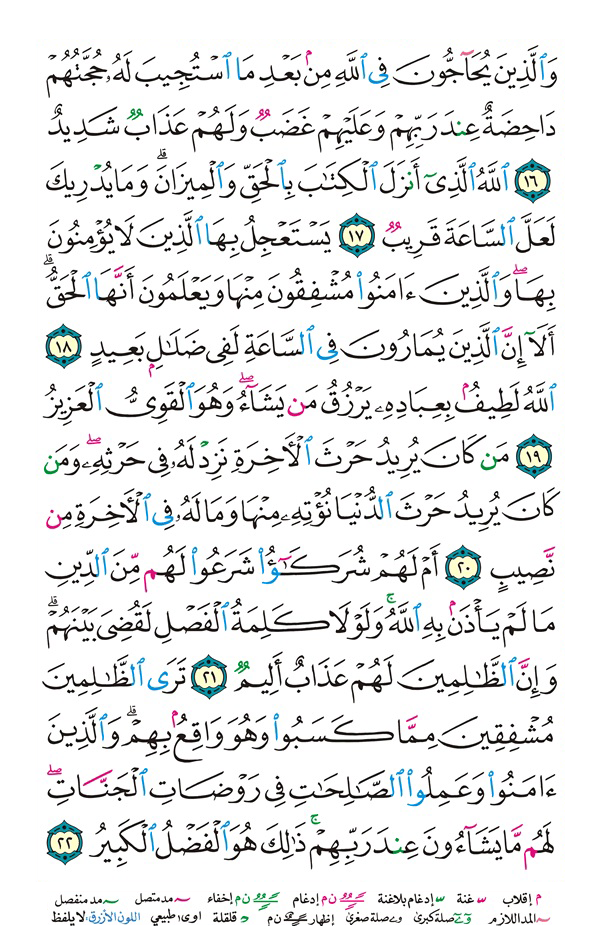 وَٱلَّذِينَ يُحَآجُّونَ فِى ٱللَّهِ مِنۢ بَعْدِ مَا ٱسْتُجِيبَ لَهُۥ حُجَّتُهُمْ
دَاحِضَةٌ عِندَ رَبِّهِمْ وَعَلَيْهِمْ غَضَبٌ وَلَهُمْ عَذَابٌ شَدِيدٌ
١٦ ٱللَّهُ ٱلَّذِىٓ أَنزَلَ ٱلْكِتَٰبَ بِٱلْحَقِّ وَٱلْمِيزَانَ ۗ وَمَا يُدْرِيكَ
لَعَلَّ ٱلسَّاعَةَ قَرِيبٌ ١٧ يَسْتَعْجِلُ بِهَا ٱلَّذِينَ لَا يُؤْمِنُونَ
بِهَا ۖ وَٱلَّذِينَ ءَامَنُوا۟ مُشْفِقُونَ مِنْهَا وَيَعْلَمُونَ أَنَّهَا ٱلْحَقُّ ۗ
أَلَآ إِنَّ ٱلَّذِينَ يُمَارُونَ فِى ٱلسَّاعَةِ لَفِى ضَلَٰلٍۭ بَعِيدٍ ١٨
ٱللَّهُ لَطِيفٌۢ بِعِبَادِهِۦ يَرْزُقُ مَن يَشَآءُ ۖ وَهُوَ ٱلْقَوِىُّ ٱلْعَزِيزُ
١٩ مَن كَانَ يُرِيدُ حَرْثَ ٱلْءَاخِرَةِ نَزِدْ لَهُۥ فِى حَرْثِهِۦ ۖ وَمَن
كَانَ يُرِيدُ حَرْثَ ٱلدُّنْيَا نُؤْتِهِۦ مِنْهَا وَمَا لَهُۥ فِى ٱلْءَاخِرَةِ مِن
نَّصِيبٍ ٢٠ أَمْ لَهُمْ شُرَكَٰٓؤُا۟ شَرَعُوا۟ لَهُم مِّنَ ٱلدِّينِ
مَا لَمْ يَأْذَنۢ بِهِ ٱللَّهُ ۚ وَلَوْلَا كَلِمَةُ ٱلْفَصْلِ لَقُضِىَ بَيْنَهُمْ ۗ
وَإِنَّ ٱلظَّٰلِمِينَ لَهُمْ عَذَابٌ أَلِيمٌ ٢١ تَرَى ٱلظَّٰلِمِينَ
مُشْفِقِينَ مِمَّا كَسَبُوا۟ وَهُوَ وَاقِعٌۢ بِهِمْ ۗ وَٱلَّذِينَ
ءَامَنُوا۟ وَعَمِلُوا۟ ٱلصَّٰلِحَٰتِ فِى رَوْضَاتِ ٱلْجَنَّاتِ ۖ
لَهُم مَّا يَشَآءُونَ عِندَ رَبِّهِمْ ۚ ذَٰلِكَ هُوَ ٱلْفَضْلُ ٱلْكَبِيرُ ٢٢
م إقلاب غنة إدغام بلاغنة ن م إدغام ن م إخفاء مد متصل مد منفصل
المد اللازم صلة كبرى صلة صغرى إظهار ن م قلقلة اوى طبيعي اللون الأزرق: لا يلفظ